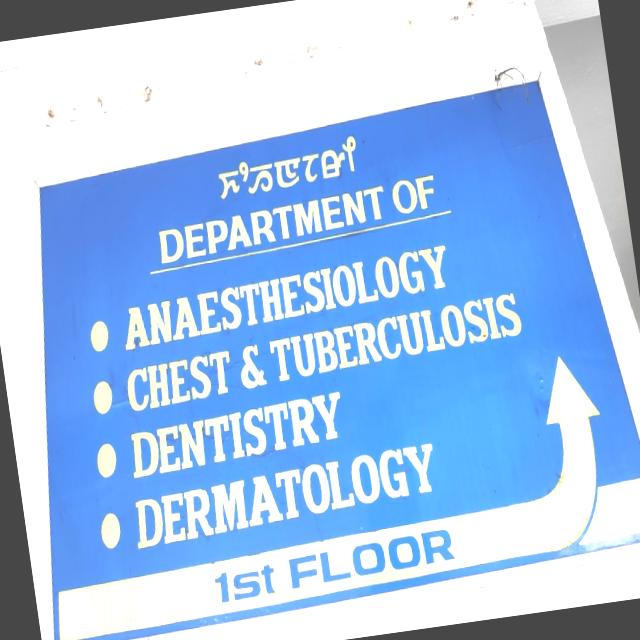 DEPARTMENT OF
ANAESTHESIOLOGY
CHEST & TUBERCULOSIS
DENTISTRY
DERMATOLOGY
1st FLOOR